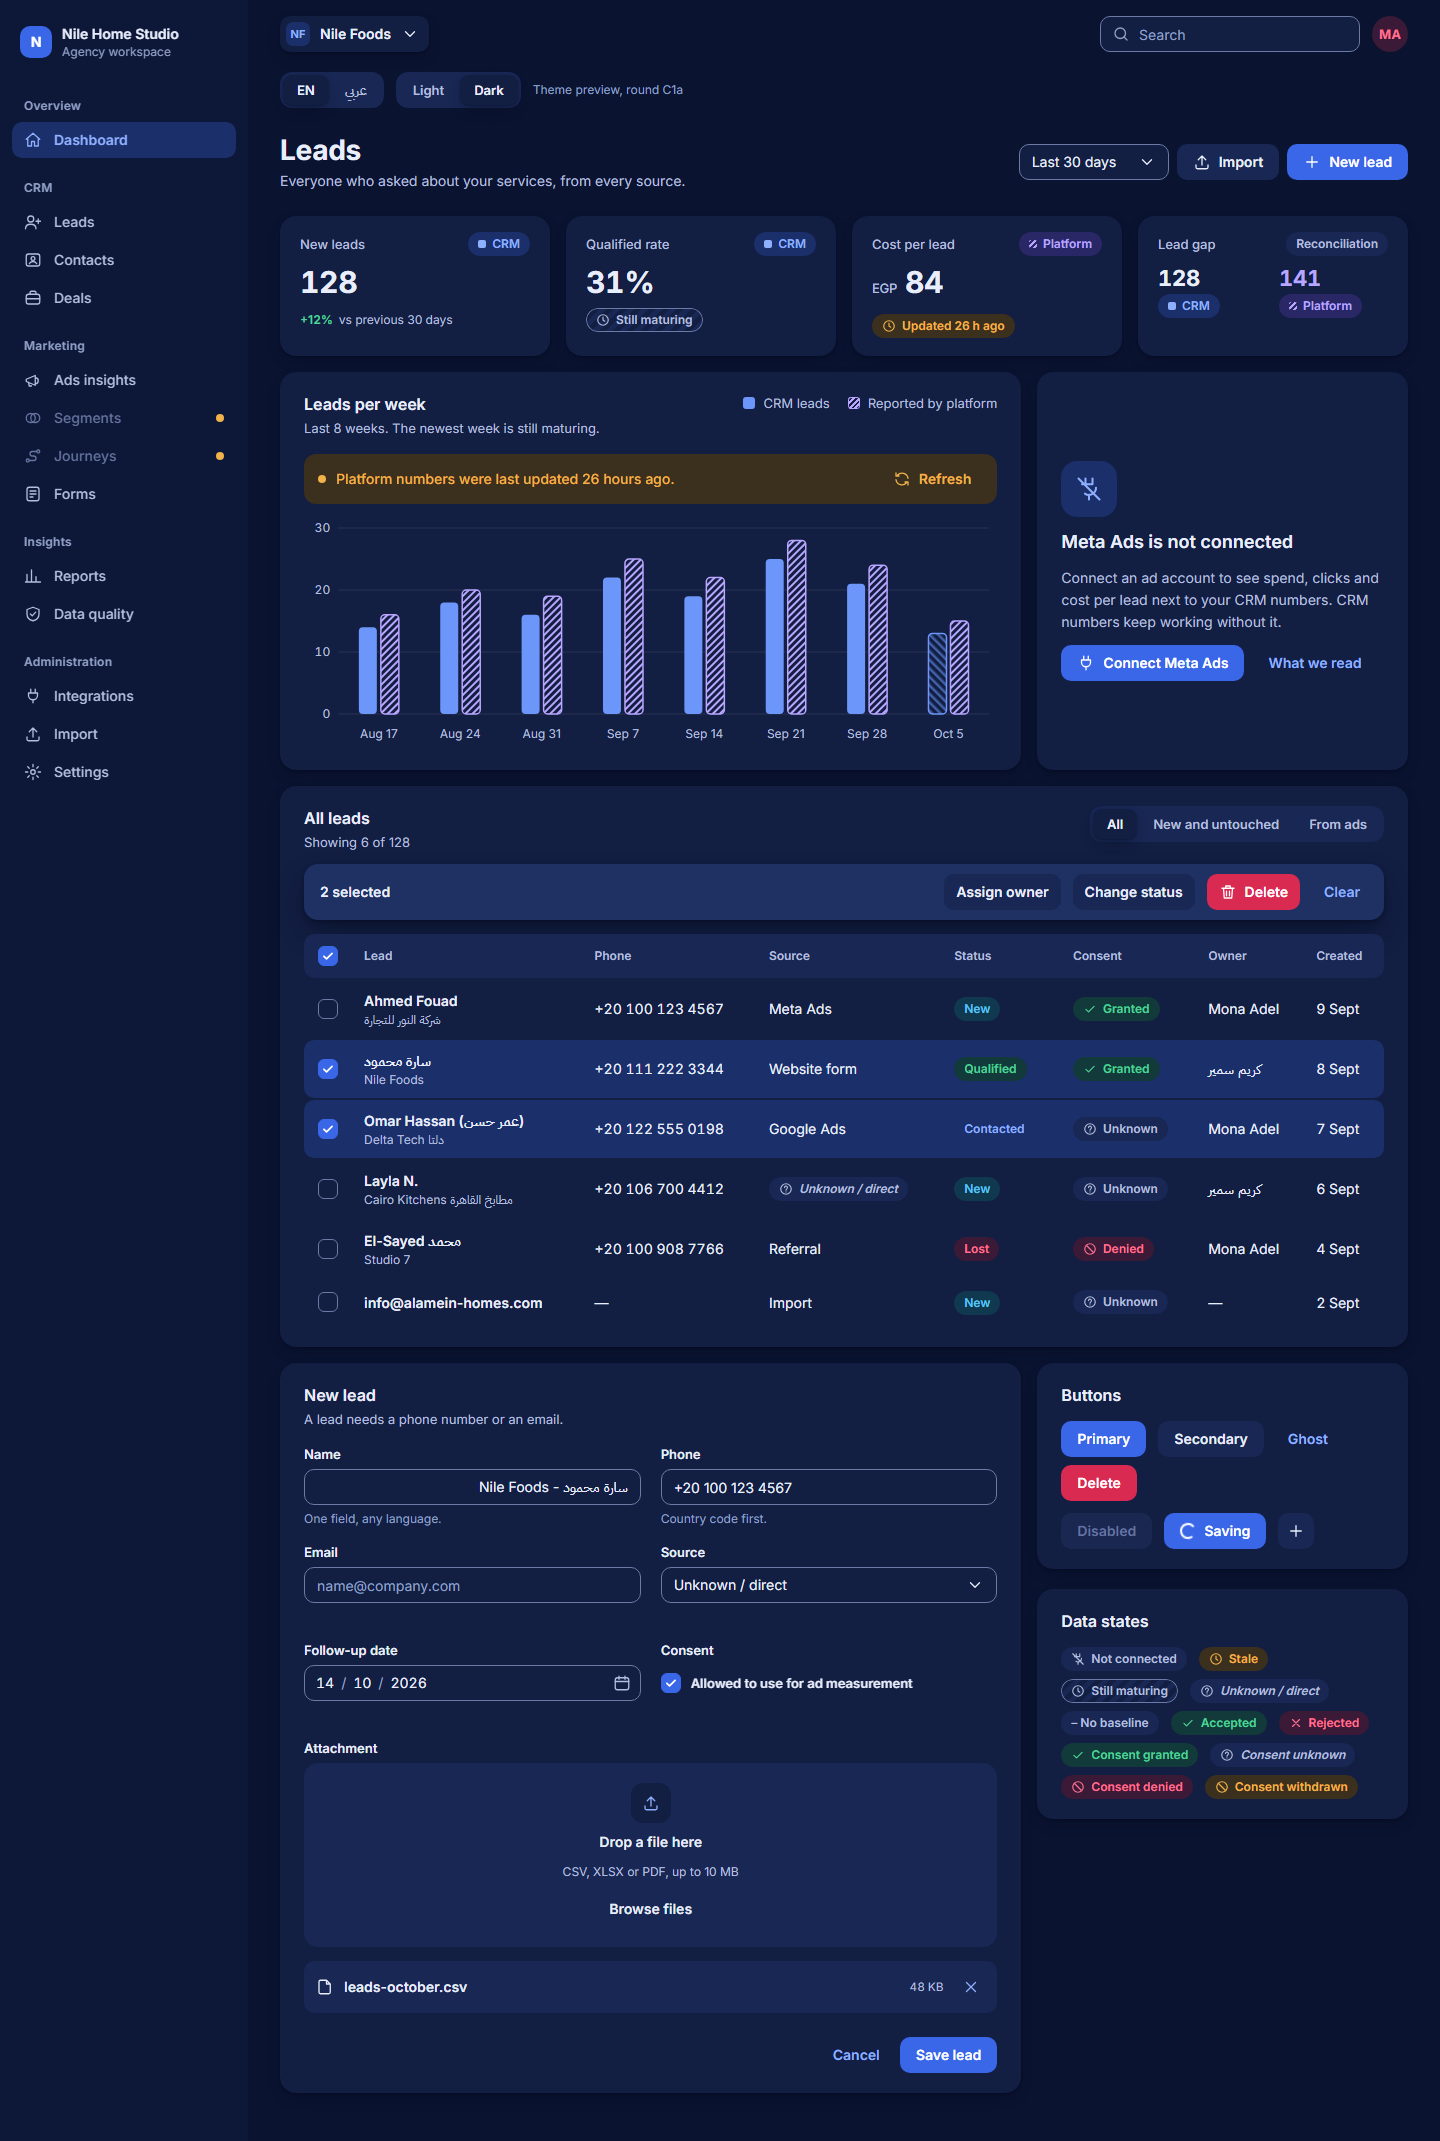 N
Nile Home Studio
Agency workspace
Overview
Dashboard
CRM
Leads
Contacts
Deals
Marketing
Ads insights
Segments
Journeys
Forms
Insights
Reports
Data quality
Administration
Integrations
Import
Settings
NF Nile Foods
Search
MA
EN عربي Light Dark Theme preview, round C1a
Leads
Everyone who asked about your services, from every source.
Last 30 days Import New lead
New leads CRM
128
+12% vs previous 30 days
Qualified rate CRM
31%
Still maturing
Cost per lead Platform
EGP 84
Updated 26 h ago
Lead gap Reconciliation
128 141
CRM Platform
Leads per week
Last 8 weeks. The newest week is still maturing.
CRM leads Reported by platform
Platform numbers were last updated 26 hours ago. Refresh
30
20
10
0
Aug 17 Aug 24 Aug 31 Sep 7 Sep 14 Sep 21 Sep 28 Oct 5
Meta Ads is not connected
Connect an ad account to see spend, clicks and
cost per lead next to your CRM numbers. CRM
numbers keep working without it.
Connect Meta Ads What we read
All leads
Showing 6 of 128
All New and untouched From ads
2 selected Assign owner Change status Delete Clear
Lead Phone Source Status Consent Owner Created
Ahmed Fouad +20 100 123 4567 Meta Ads New Granted Mona Adel 9 Sept
شركة النور للتجارة
سارة محمود +20 111 222 3344 Website form Qualified Granted كريم سمير 8 Sept
Nile Foods
Omar Hassan (عمر حسن) +20 122 555 0198 Google Ads Contacted Unknown Mona Adel 7 Sept
Delta Tech دلتا
Layla N. +20 106 700 4412 Unknown / direct New Unknown كريم سمير 6 Sept
Cairo Kitchens مطابخ القاهرة
El-Sayed محمد +20 100 908 7766 Referral Lost Denied Mona Adel 4 Sept
Studio 7
info@alamein-homes.com — Import New Unknown — 2 Sept
New lead
A lead needs a phone number or an email.
Name Phone
سارة محمود - Nile Foods
+20 100 123 4567
One field, any language. Country code first.
Email Source
name@company.com Unknown / direct
Follow-up date Consent
14 / 10 / 2026 Allowed to use for ad measurement
Attachment
Drop a file here
CSV, XLSX or PDF, up to 10 MB
Browse files
leads-october.csv 48 KB
Cancel Save lead
Buttons
Primary Secondary Ghost
Delete
Disabled Saving
Data states
Not connected Stale
Still maturing Unknown / direct
– No baseline Accepted Rejected
Consent granted Consent unknown
Consent denied Consent withdrawn